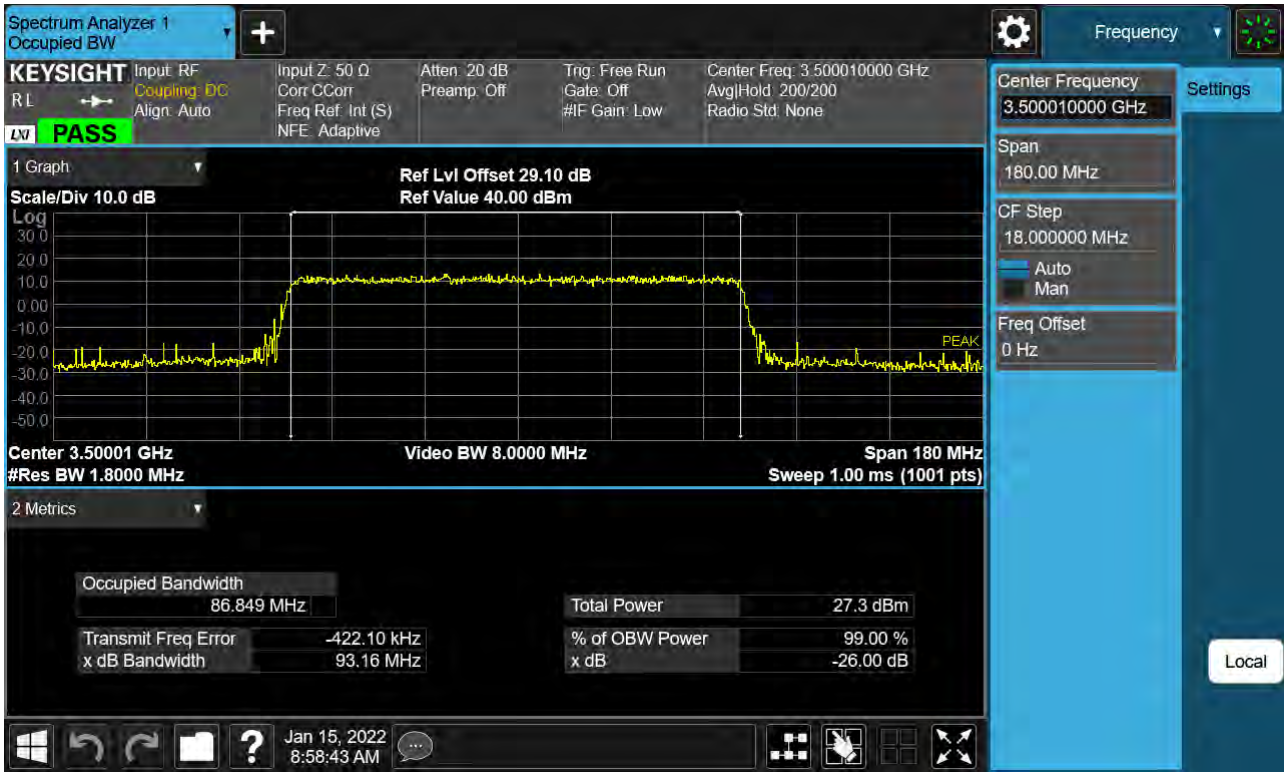 Spectrum Analyzer 1
Occupied BW
+
Frequency
KEYSIGHT
RL
LXI PASS
Input: RF
Coupling: DC
Align: Auto
Input Z: 50 Ω
Corr CCorr
Freq Ref: Int (S)
NFE: Adaptive
Atten: 20 dB
Preamp: Off
Trig: Free Run
Gate: Off
#IF Gain: Low
Center Freq: 3.500010000 GHz
Avg|Hold: 200/200
Radio Std: None
Center Frequency
3.500010000 GHz
Settings
Span
180.00 MHz
CF Step
18.000000 MHz
Auto
Man
Freq Offset
0 Hz
Local
1 Graph
Ref Lvl Offset 29.10 dB
Scale/Div 10.0 dB
Ref Value 40.00 dBm
Log
30.0
20.0
10.0
0.00
-10.0
-20.0
-30.0
-40.0
-50.0
PEAK
Center 3.50001 GHz
Video BW 8.0000 MHz
Span 180 MHz
#Res BW 1.8000 MHz
Sweep 1.00 ms (1001 pts)
2 Metrics
Occupied Bandwidth
86.849 MHz
Total Power 27.3 dBm
Transmit Freq Error -422.10 kHz
% of OBW Power 99.00 %
x dB Bandwidth 93.16 MHz
x dB -26.00 dB
?
Jan 15, 2022
8:58:43 AM